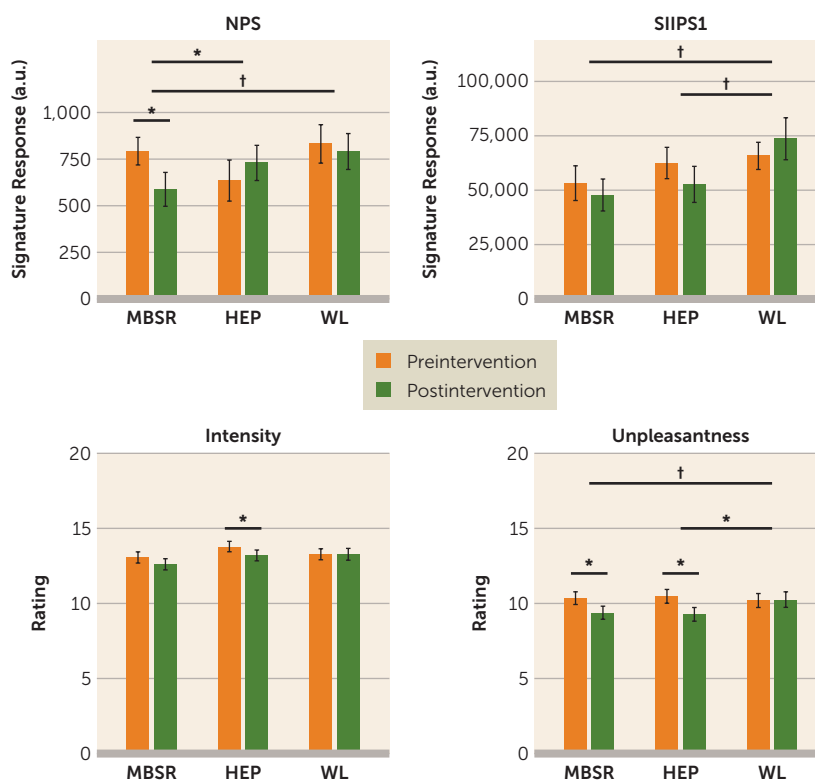 NPS
Signature Response (a.u.)
1,000
750
500
250
0
*
†
*
MBSR HEP WL
SIIPS1
Signature Response (a.u.)
100,000
75,000
50,000
25,000
0
†
†
MBSR HEP WL
Preintervention
Postintervention
Intensity
Rating
20
15
10
5
0
*
MBSR HEP WL
Unpleasantness
Rating
20
15
10
5
0
†
*
* *
MBSR HEP WL